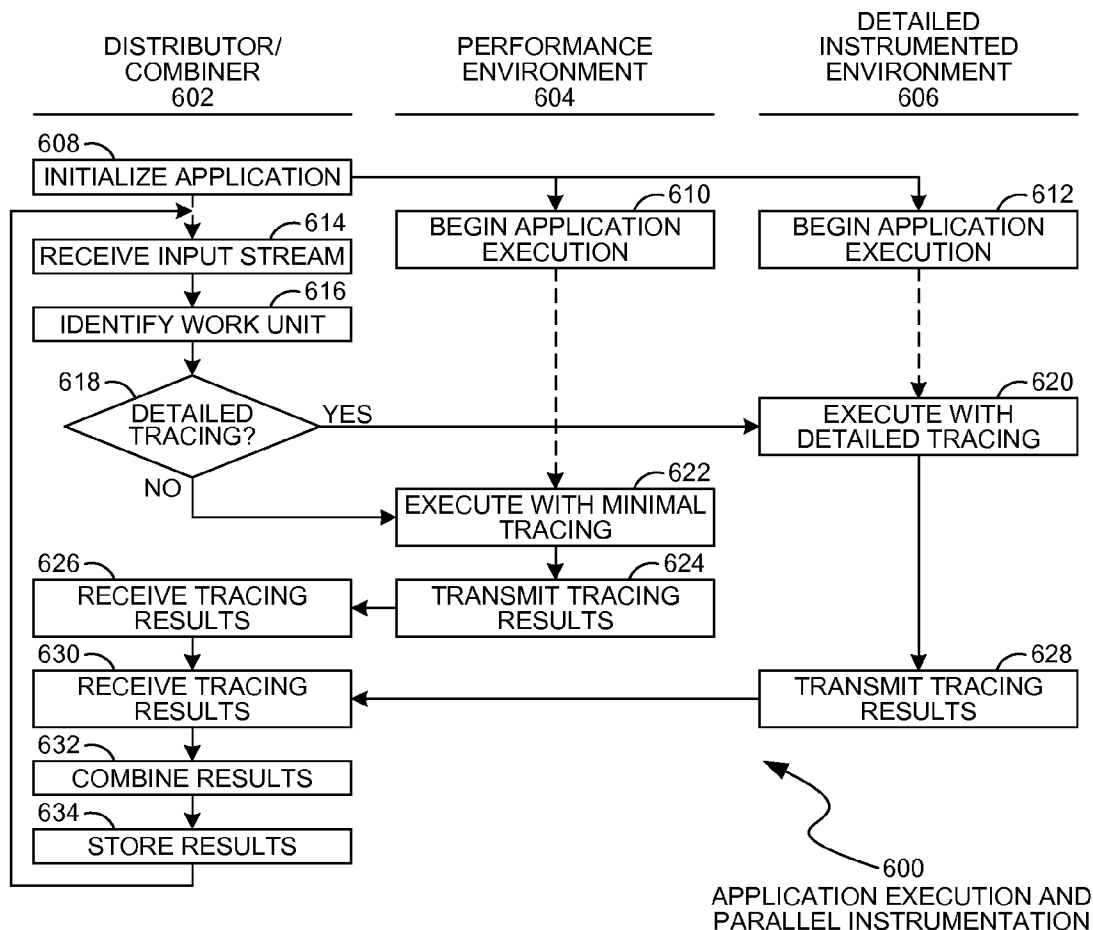 DISTRIBUTOR/
COMBINER
602
PERFORMANCE
ENVIRONMENT
604
DETAILED
INSTRUMENTED
ENVIRONMENT
606
608
INITIALIZE APPLICATION
610
BEGIN APPLICATION
EXECUTION
612
BEGIN APPLICATION
EXECUTION
614
RECEIVE INPUT STREAM
616
IDENTIFY WORK UNIT
618
DETAILED
TRACING?
YES
NO
620
EXECUTE WITH
DETAILED TRACING
622
EXECUTE WITH MINIMAL
TRACING
624
TRANSMIT TRACING
RESULTS
626
RECEIVE TRACING
RESULTS
628
TRANSMIT TRACING
RESULTS
630
RECEIVE TRACING
RESULTS
632
COMBINE RESULTS
634
STORE RESULTS
600
APPLICATION EXECUTION AND
PARALLEL INSTRUMENTATION